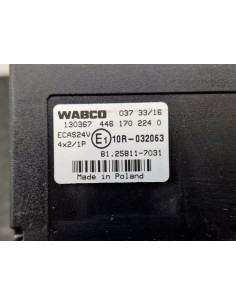 WABCO 037 33/16
130367 446 170 224 0
ECAS24V E1 10R-032063
4x2/1P
81.25811-7031
Made in Poland